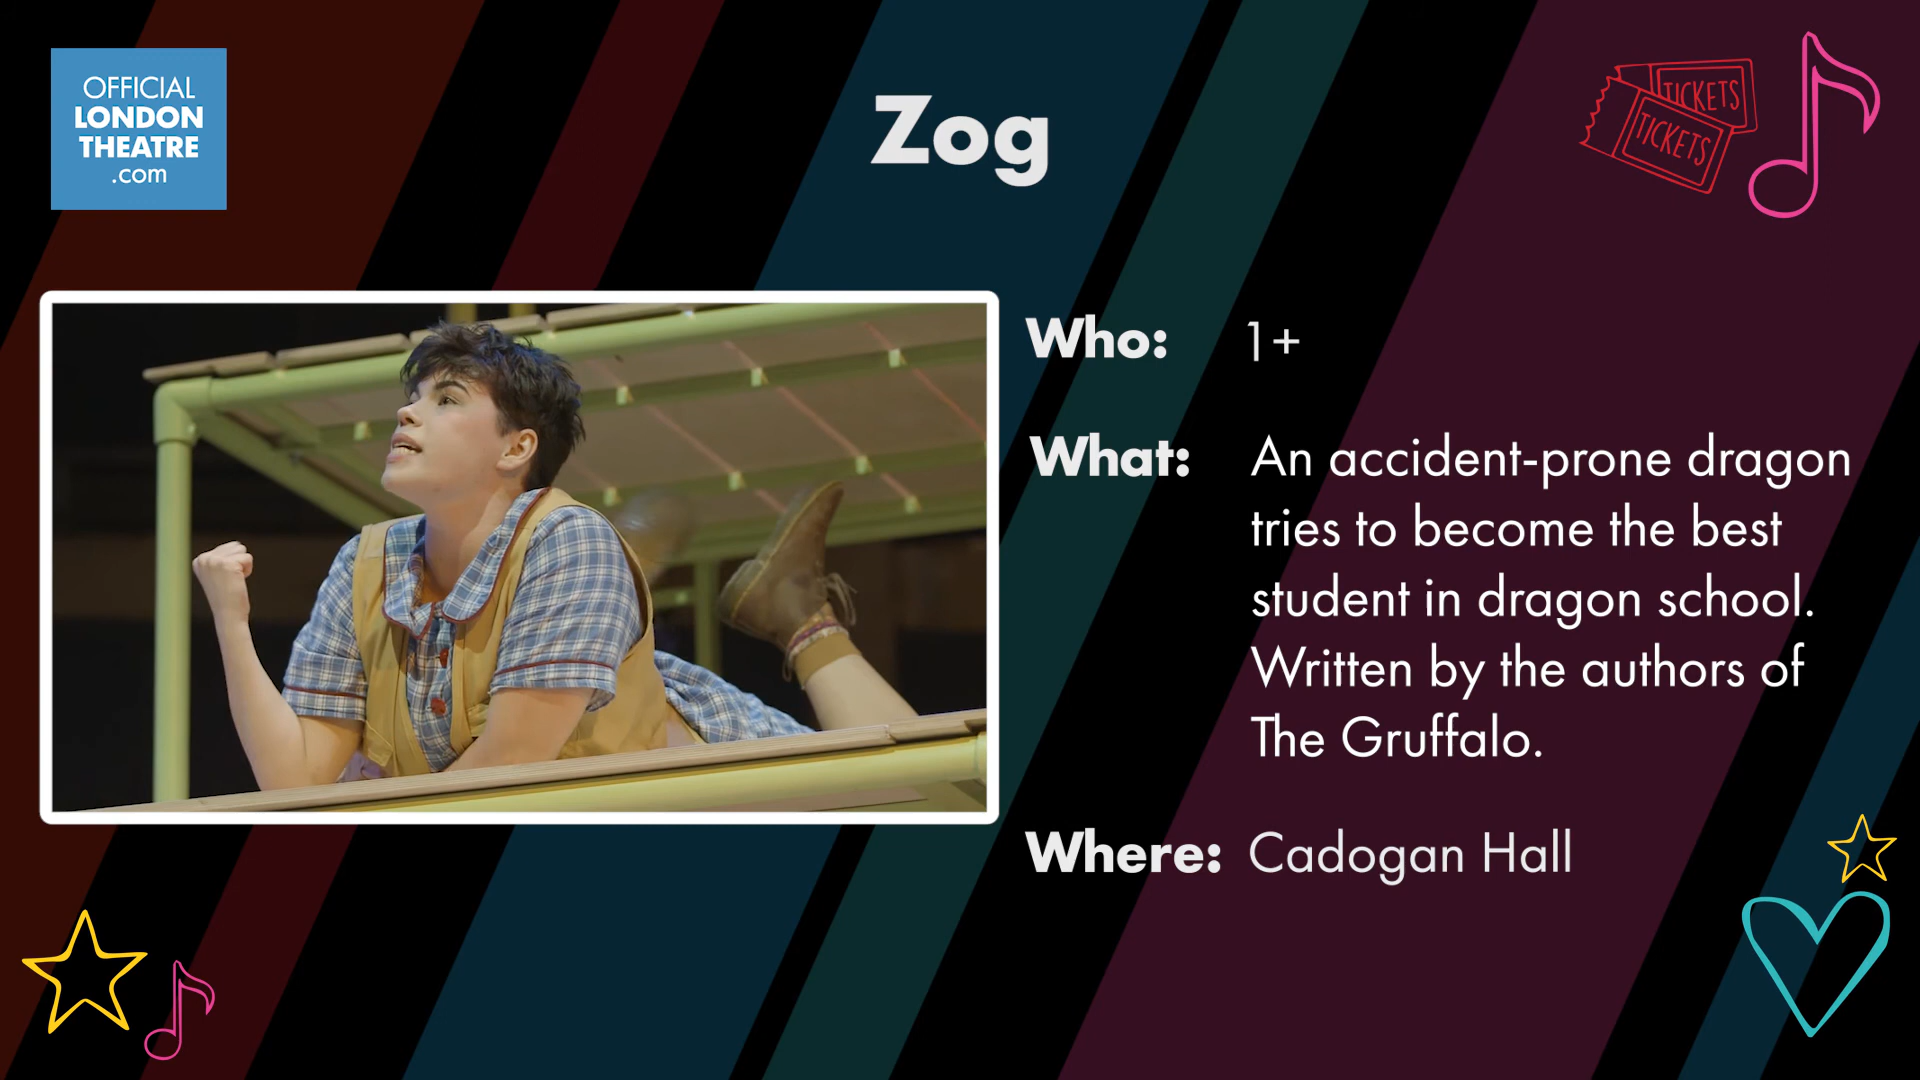 OFFICIAL
LONDON
THEATRE
.com
Zog
TICKETS
TICKETS
Who: 1+
What: An accident-prone dragon
tries to become the best
student in dragon school.
Written by the authors of
The Gruffalo.
Where: Cadogan Hall